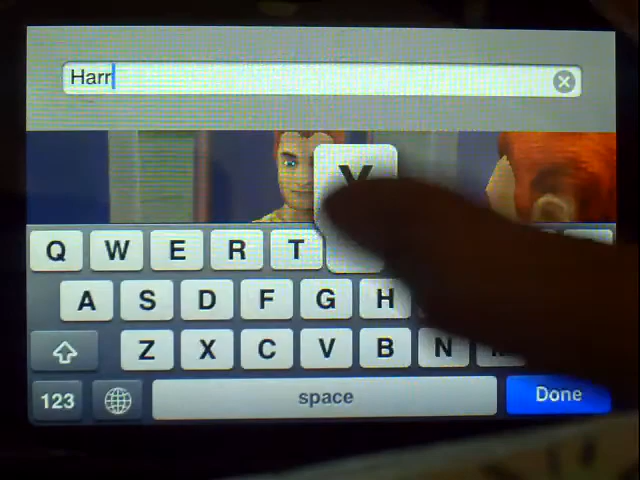 Harr
Y
Q W E R T
A S D F G H
Z X C V B N
123 space Done